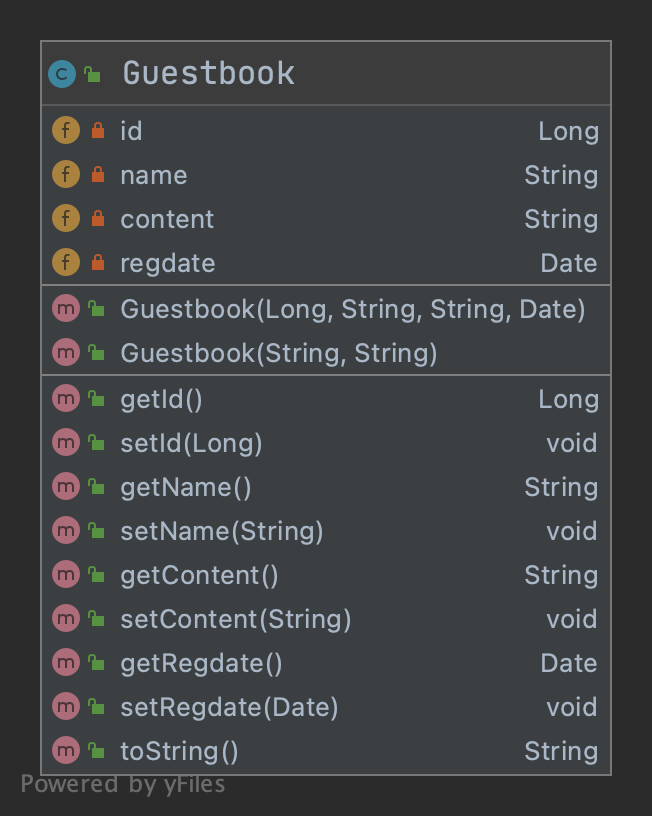 C Guestbook
f id Long
f name String
f content String
f regdate Date
m Guestbook(Long, String, String, Date)
m Guestbook(String, String)
m getId() Long
m setId(Long) void
m getName() String
m setName(String) void
m getContent() String
m setContent(String) void
m getRegdate() Date
m setRegdate(Date) void
m toString() String
Powered by yFiles